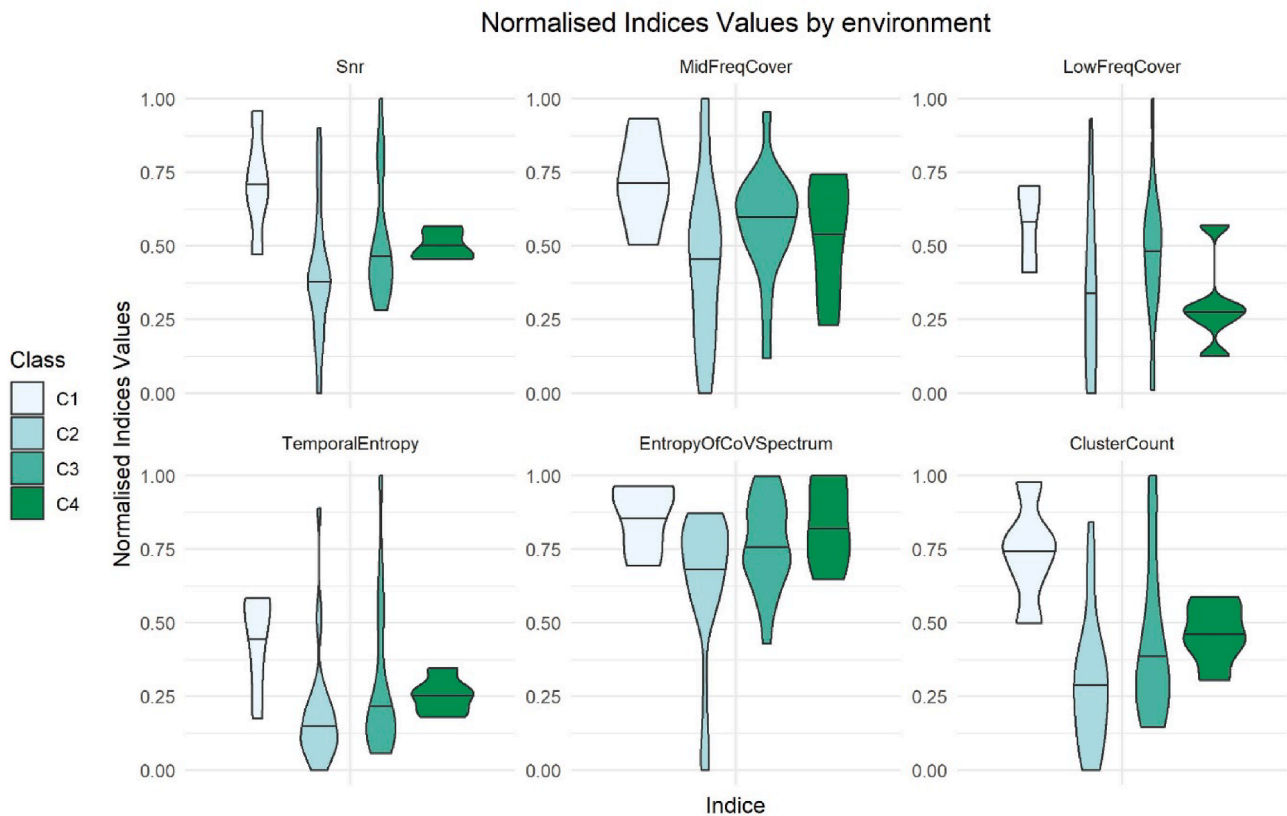 Normalised Indices Values by environment
Snr
MidFreqCover
LowFreqCover
1.00
0.75
0.50
0.25
0.00
1.00
0.75
0.50
0.25
0.00
1.00
0.75
0.50
0.25
0.00
TemporalEntropy
EntropyOfCoVSpectrum
ClusterCount
1.00
0.75
0.50
0.25
0.00
1.00
0.75
0.50
0.25
0.00
1.00
0.75
0.50
0.25
0.00
Normalised Indices Values
Indice
Class
C1
C2
C3
C4